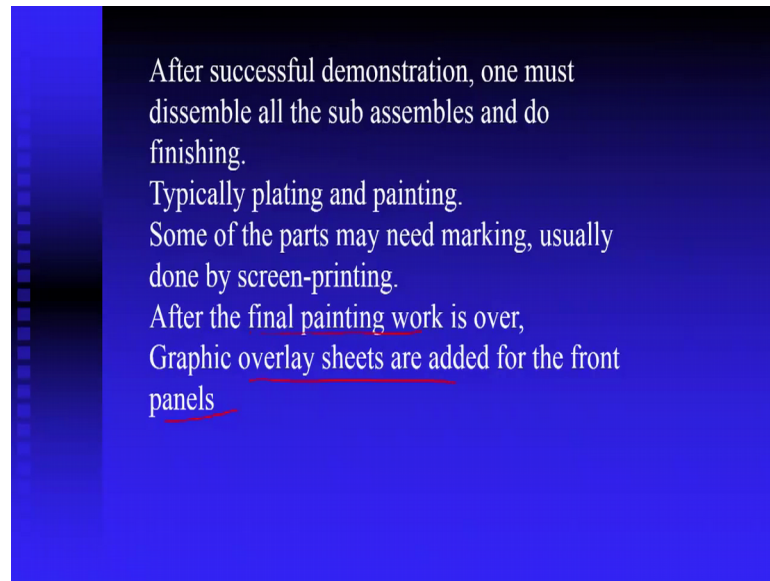 After successful demonstration, one must
dissemble all the sub assembles and do
finishing.
Typically plating and painting.
Some of the parts may need marking, usually
done by screen-printing.
After the final painting work is over,
Graphic overlay sheets are added for the front
panels